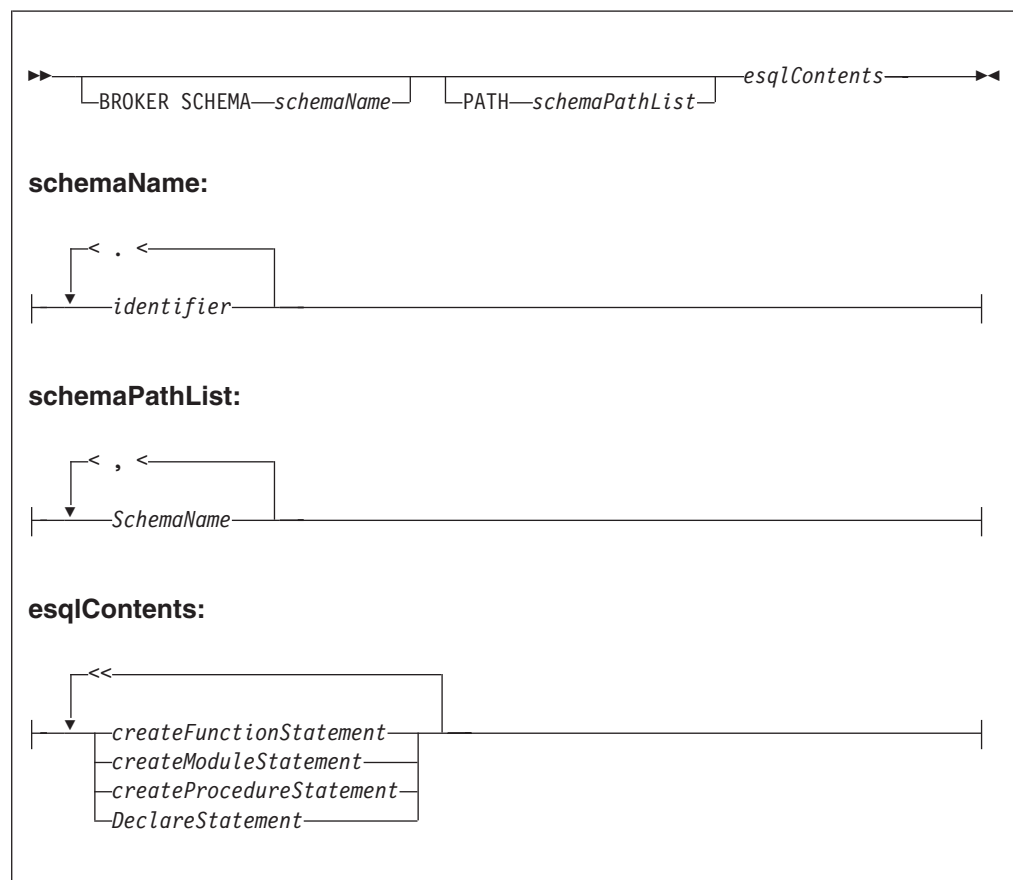 esqlContents
BROKER SCHEMA schemaName PATH schemaPathList
schemaName:
< . <
identifier
schemaPathList:
< , <
SchemaName
esqlContents:
<<
createFunctionStatement
createModuleStatement
createProcedureStatement
DeclareStatement